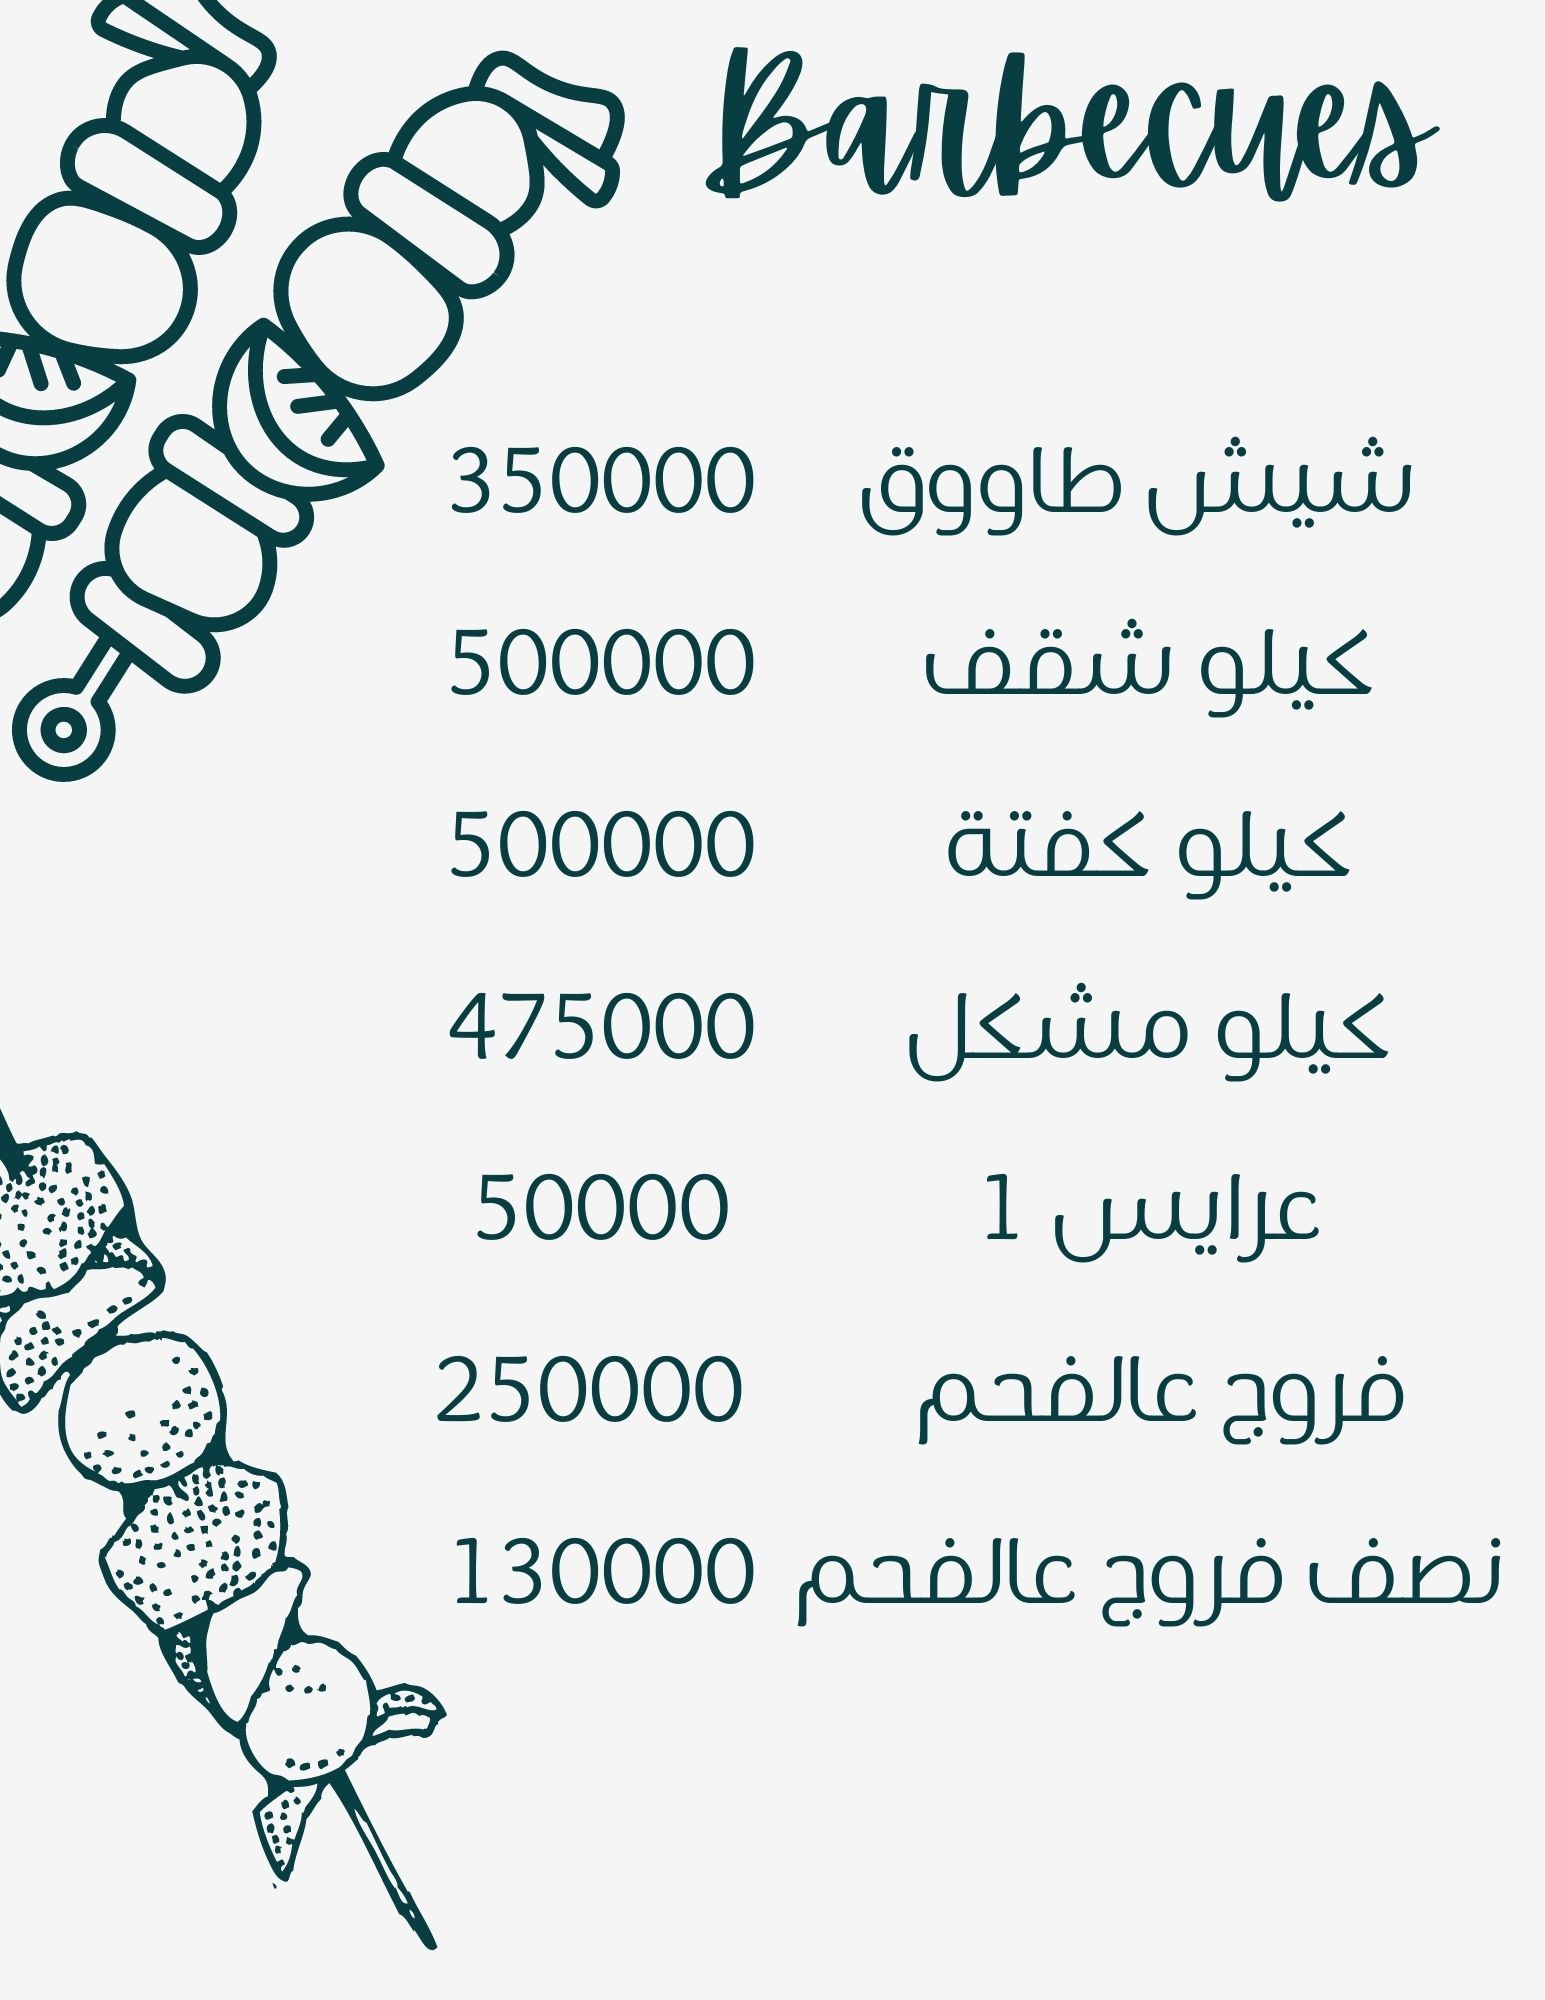 Barbecues
شيش طاووق 350000
كيلو شقف 500000
كيلو كفتة 500000
كيلو مشكل 475000
عرايس 1 50000
فروج عالفحم 250000
نصف فروج عالفحم 130000